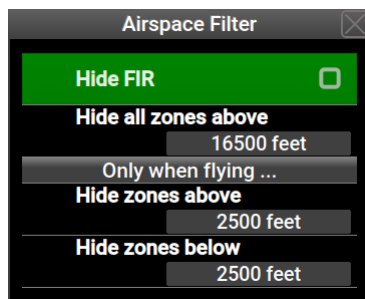 Airspace Filter
Hide FIR
Hide all zones above
16500 feet
Only when flying ...
Hide zones above
2500 feet
Hide zones below
2500 feet